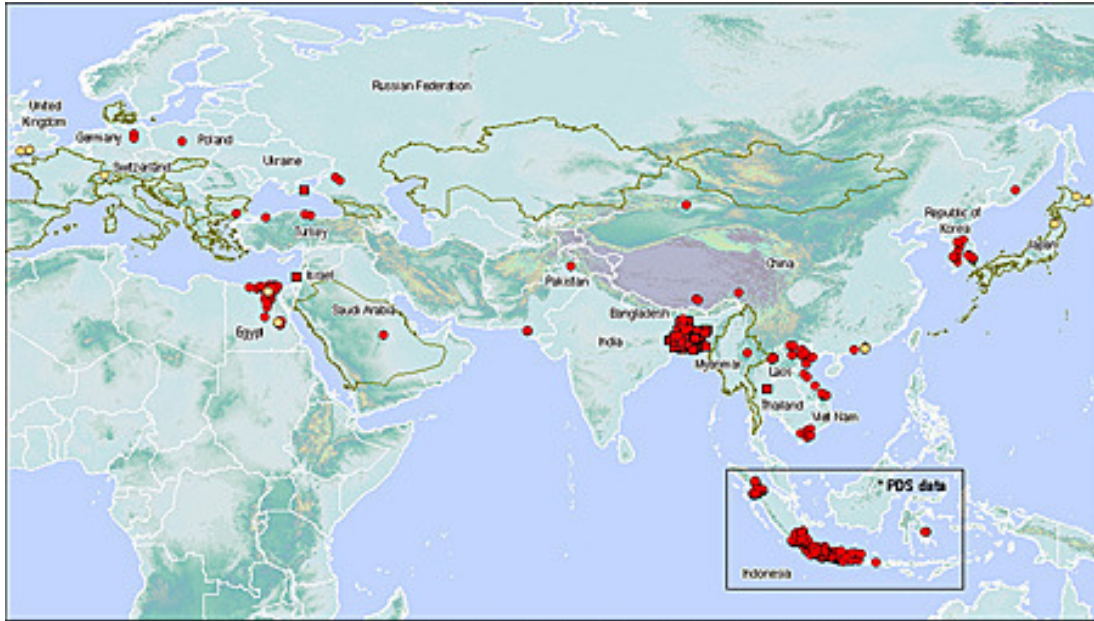 Russian Federation
United
Kingdom
Germany
Poland
Switzerland
Ukraine
Turkey
Republic of
Korea
Japan
China
Israel
Pakistan
Egypt
Saudi Arabia
Bangladesh
India
Myanmar
Laos
Thailand
Viet Nam
* PDS data
Indonesia